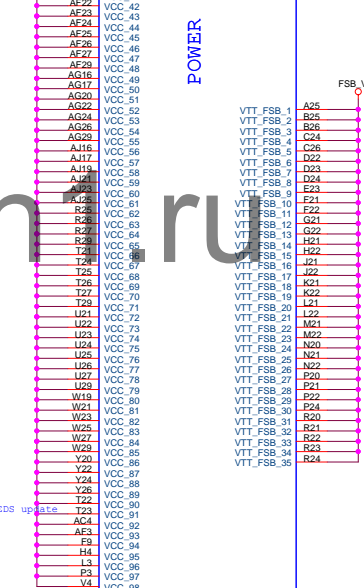 AF22 VCC_42
AF23 VCC_43
AF24 VCC_44
AF25 VCC_45
AF26 VCC_46
AF27 VCC_47
AF29 VCC_48
AG16 VCC_49
AG17 VCC_50
AG20 VCC_51
AG22 VCC_52
AG24 VCC_53
AG26 VCC_54
AG29 VCC_55
AJ16 VCC_56
AJ17 VCC_57
AJ19 VCC_58
AJ21 VCC_59
AJ23 VCC_60
AJ25 VCC_61
R25 VCC_62
R26 VCC_63
R27 VCC_64
R29 VCC_65
T21 VCC_66
T24 VCC_67
T25 VCC_68
T26 VCC_69
T27 VCC_70
T29 VCC_71
U21 VCC_72
U22 VCC_73
U23 VCC_74
U24 VCC_75
U25 VCC_76
U26 VCC_77
U27 VCC_78
U29 VCC_79
W19 VCC_80
W21 VCC_81
W23 VCC_82
W25 VCC_83
W27 VCC_84
W29 VCC_85
Y20 VCC_86
Y22 VCC_87
Y24 VCC_88
Y26 VCC_89
T22 VCC_90
EDS update T23 VCC_91
AC4 VCC_92
AF3 VCC_93
F9 VCC_94
H4 VCC_95
L3 VCC_96
P3 VCC_97
V4 VCC_98
POWER
FSB_V
VTT_FSB_1 A25
VTT_FSB_2 B25
VTT_FSB_3 B26
VTT_FSB_4 C24
VTT_FSB_5 C26
VTT_FSB_6 D22
VTT_FSB_7 D23
VTT_FSB_8 D24
VTT_FSB_9 E23
VTT_FSB_10 F21
VTT_FSB_11 F22
VTT_FSB_12 G21
VTT_FSB_13 G22
VTT_FSB_14 H21
VTT_FSB_15 H22
VTT_FSB_16 J21
VTT_FSB_17 J22
VTT_FSB_18 K21
VTT_FSB_19 K22
VTT_FSB_20 L21
VTT_FSB_21 L22
VTT_FSB_22 M21
VTT_FSB_23 M22
VTT_FSB_24 N20
VTT_FSB_25 N21
VTT_FSB_26 N22
VTT_FSB_27 P20
VTT_FSB_28 P21
VTT_FSB_29 P22
VTT_FSB_30 P24
VTT_FSB_31 R20
VTT_FSB_32 R21
VTT_FSB_33 R22
VTT_FSB_34 R23
VTT_FSB_35 R24
n1.ru